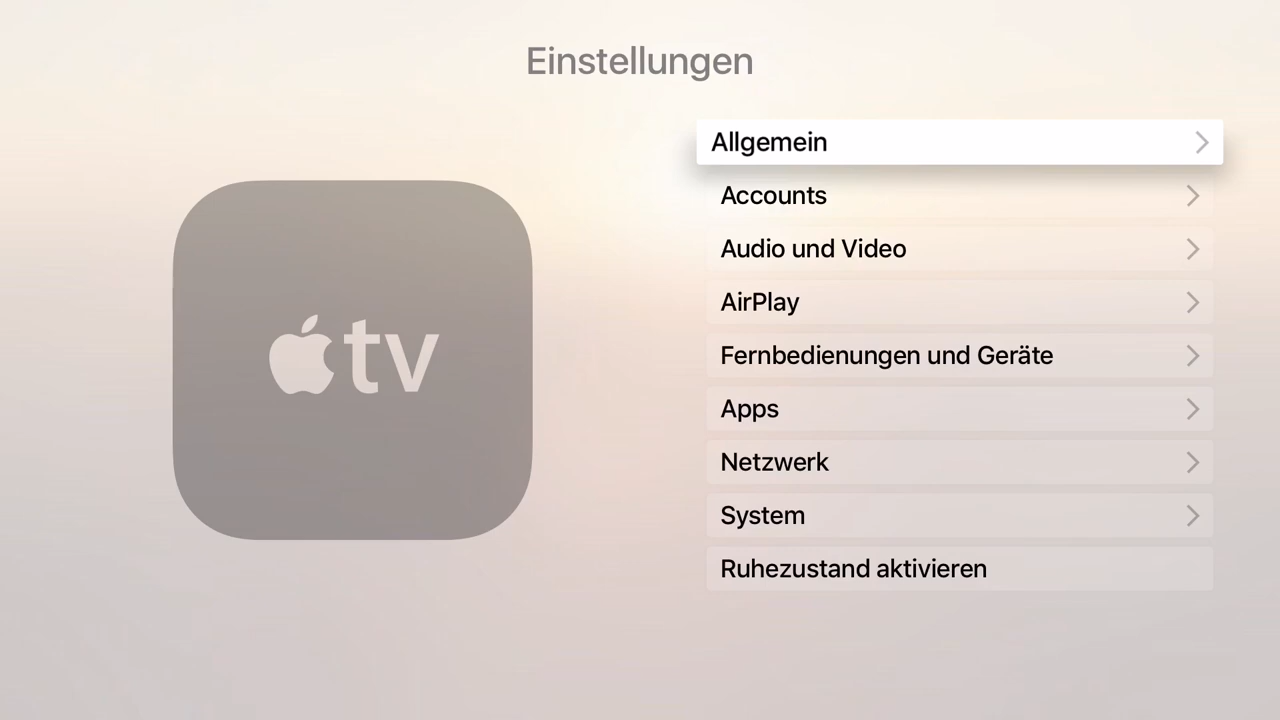 Einstellungen
Allgemein
Accounts
Audio und Video
AirPlay
tv
Fernbedienungen und Geräte
Apps
Netzwerk
System
Ruhezustand aktivieren